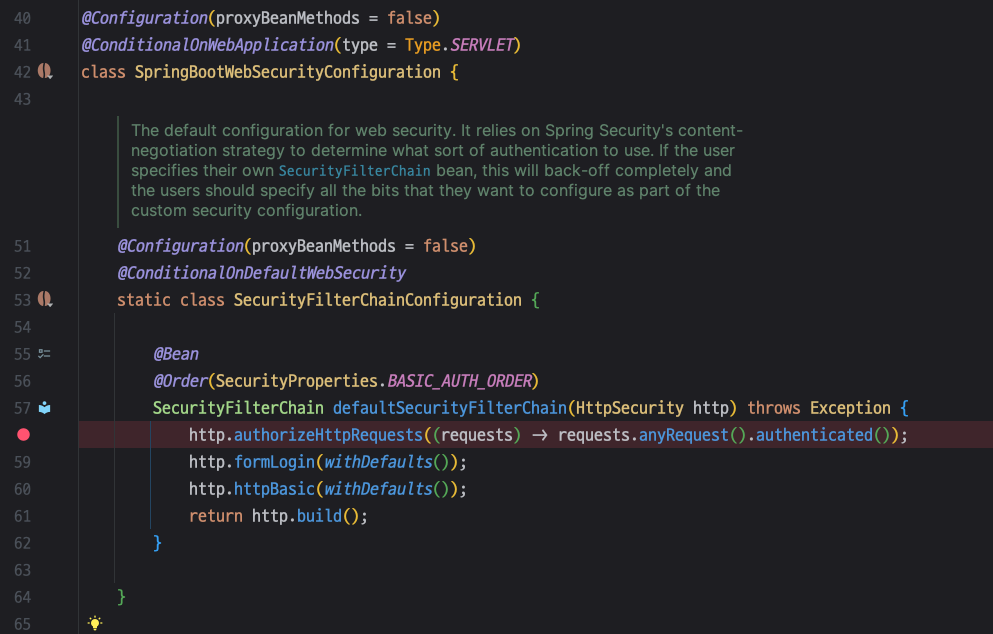 40 @Configuration(proxyBeanMethods = false)
41 @ConditionalOnWebApplication(type = Type.SERVLET)
42 class SpringBootWebSecurityConfiguration {
43
The default configuration for web security. It relies on Spring Security's content-
negotiation strategy to determine what sort of authentication to use. If the user
specifies their own SecurityFilterChain bean, this will back-off completely and
the users should specify all the bits that they want to configure as part of the
custom security configuration.
51 @Configuration(proxyBeanMethods = false)
52 @ConditionalOnDefaultWebSecurity
53 static class SecurityFilterChainConfiguration {
54
55 @Bean
56 @Order(SecurityProperties.BASIC_AUTH_ORDER)
57 SecurityFilterChain defaultSecurityFilterChain(HttpSecurity http) throws Exception {
http.authorizeHttpRequests((requests) → requests.anyRequest().authenticated());
59 http.formLogin(withDefaults());
60 http.httpBasic(withDefaults());
61 return http.build();
62 }
63
64 }
65